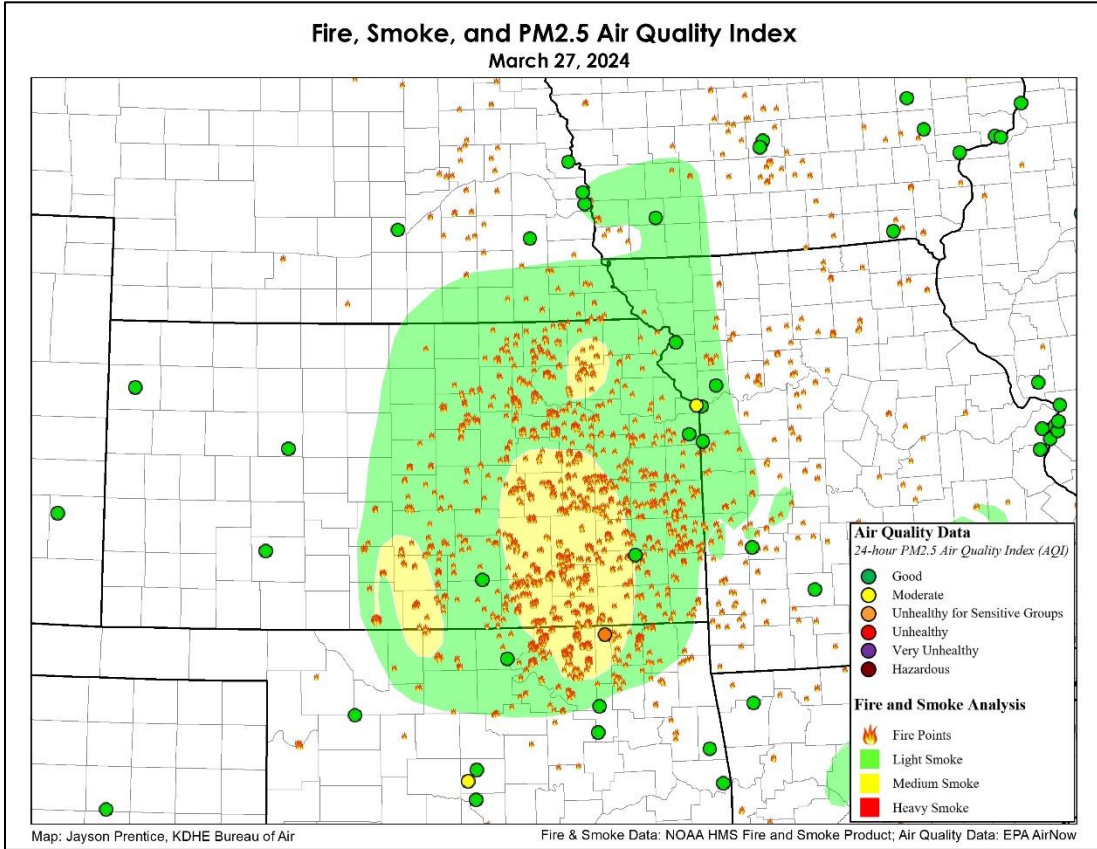 Fire, Smoke, and PM2.5 Air Quality Index
March 27, 2024
Air Quality Data
24-hour PM2.5 Air Quality Index (AQI)
Good
Moderate
Unhealthy for Sensitive Groups
Unhealthy
Very Unhealthy
Hazardous
Fire and Smoke Analysis
Fire Points
Light Smoke
Medium Smoke
Heavy Smoke
Map: Jayson Prentice, KDHE Bureau of Air
Fire & Smoke Data: NOAA HMS Fire and Smoke Product; Air Quality Data: EPA AirNow